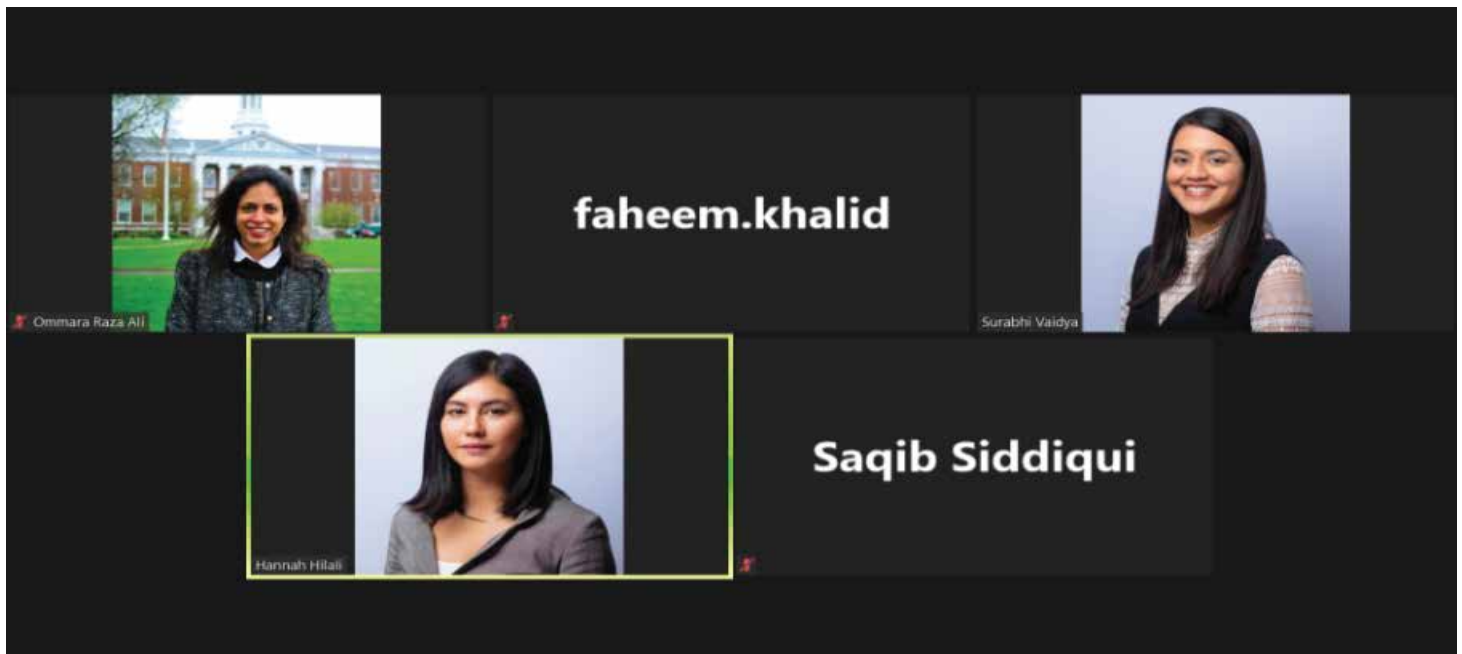 Ommara Raza Ali
faheem.khalid
Surabhi Vaidya
Hannah Hilali
Saqib Siddiqui